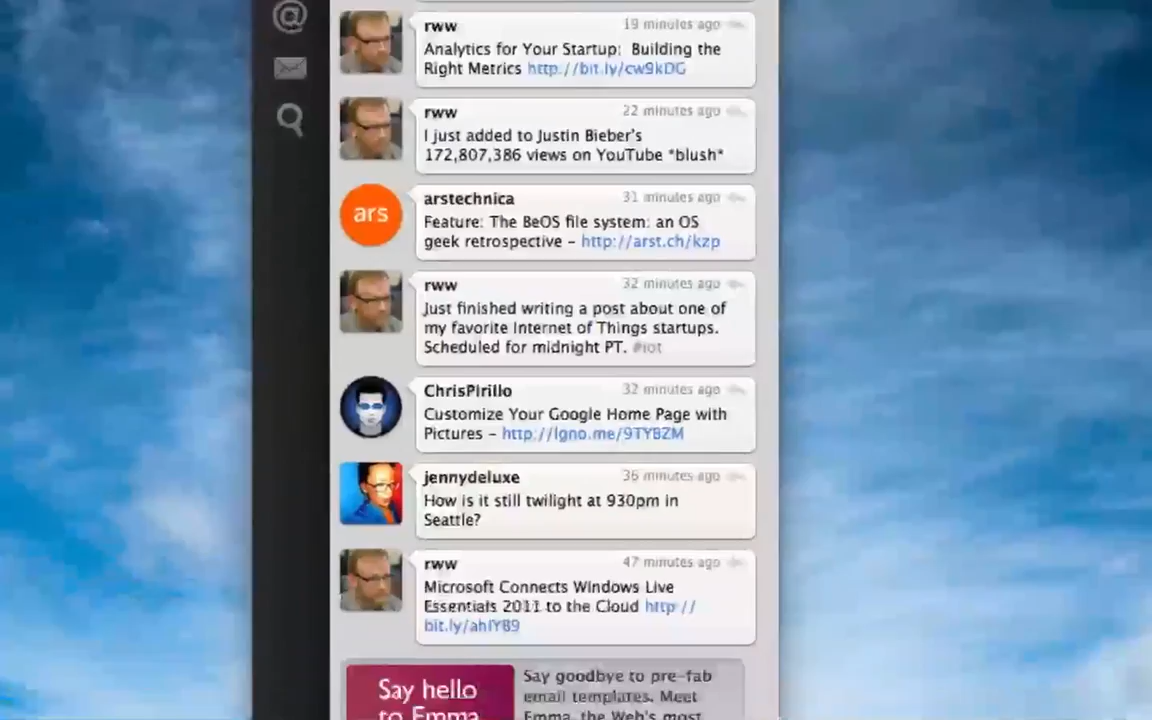 @
rww
19 minutes ago
Analytics for Your Startup: Building the
Right Metrics http://bit.ly/cw9kDG
rww
22 minutes ago
I just added to Justin Bieber's
172,807,386 views on YouTube *blush*
ars
arstechnica
31 minutes ago
Feature: The BeOS file system: an OS
geek retrospective – http://arst.ch/kzp
rww
32 minutes ago
Just finished writing a post about one of
my favorite Internet of Things startups.
Scheduled for midnight PT. #iot
ChrisPirillo
32 minutes ago
Customize Your Google Home Page with
Pictures – http://lgno.me/9TYBZM
jennydeluxe
36 minutes ago
How is it still twilight at 930pm in
Seattle?
rww
47 minutes ago
Microsoft Connects Windows Live
Essentials 2011 to the Cloud http://
bit.ly/ahIYB9
Say hello
to Emma
Say goodbye to pre-fab
email templates. Meet
Emma, the Web's most